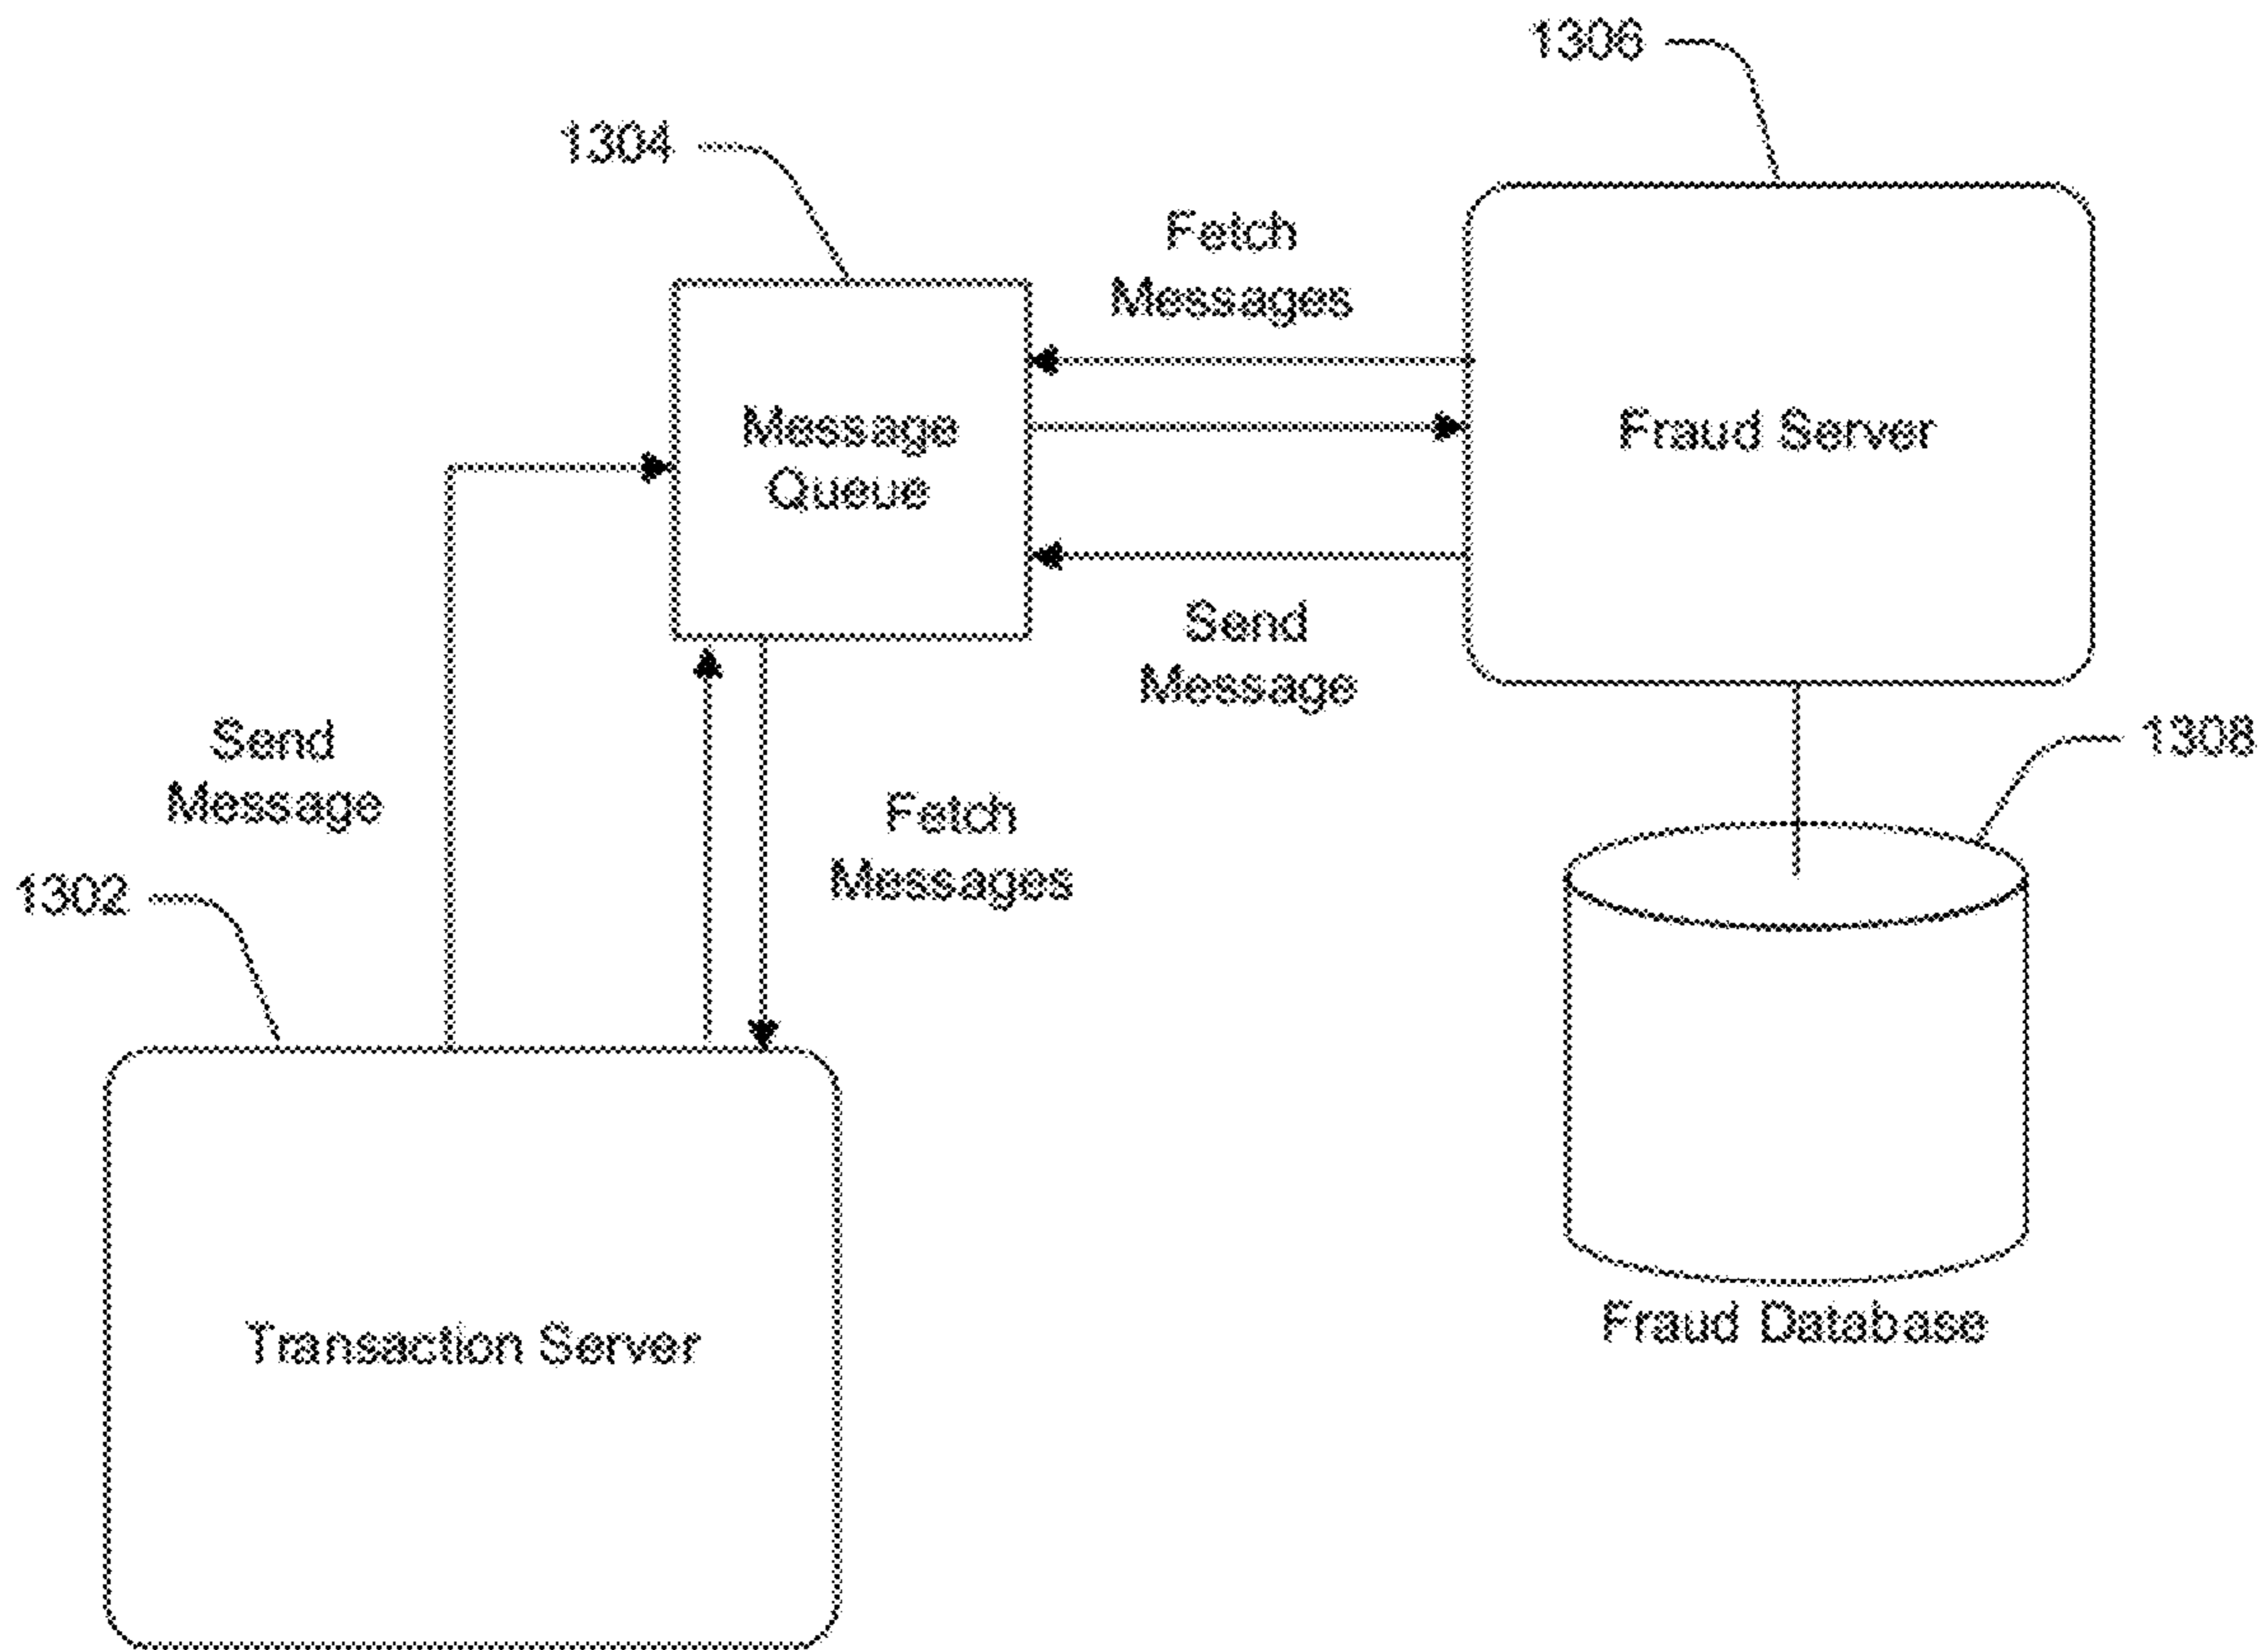 1306
1304
Fetch
Messages
Message
Queue
Fraud Server
Send
Message
Send
Message
1308
Fetch
Messages
1302
Transaction Server
Fraud Database